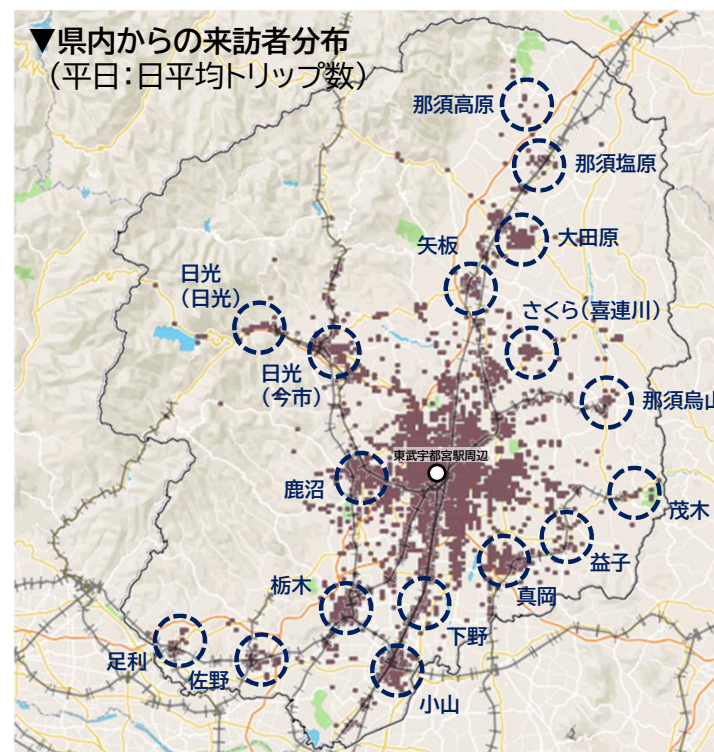 ▼県内からの来訪者分布
(平日：日平均トリップ数)
那須高原
那須塩原
矢板
大田原
日光
(日光)
さくら(喜連川)
日光
(今市)
那須烏山
東武宇都宮駅周辺
鹿沼
茂木
益子
真岡
栃木
下野
足利
佐野
小山